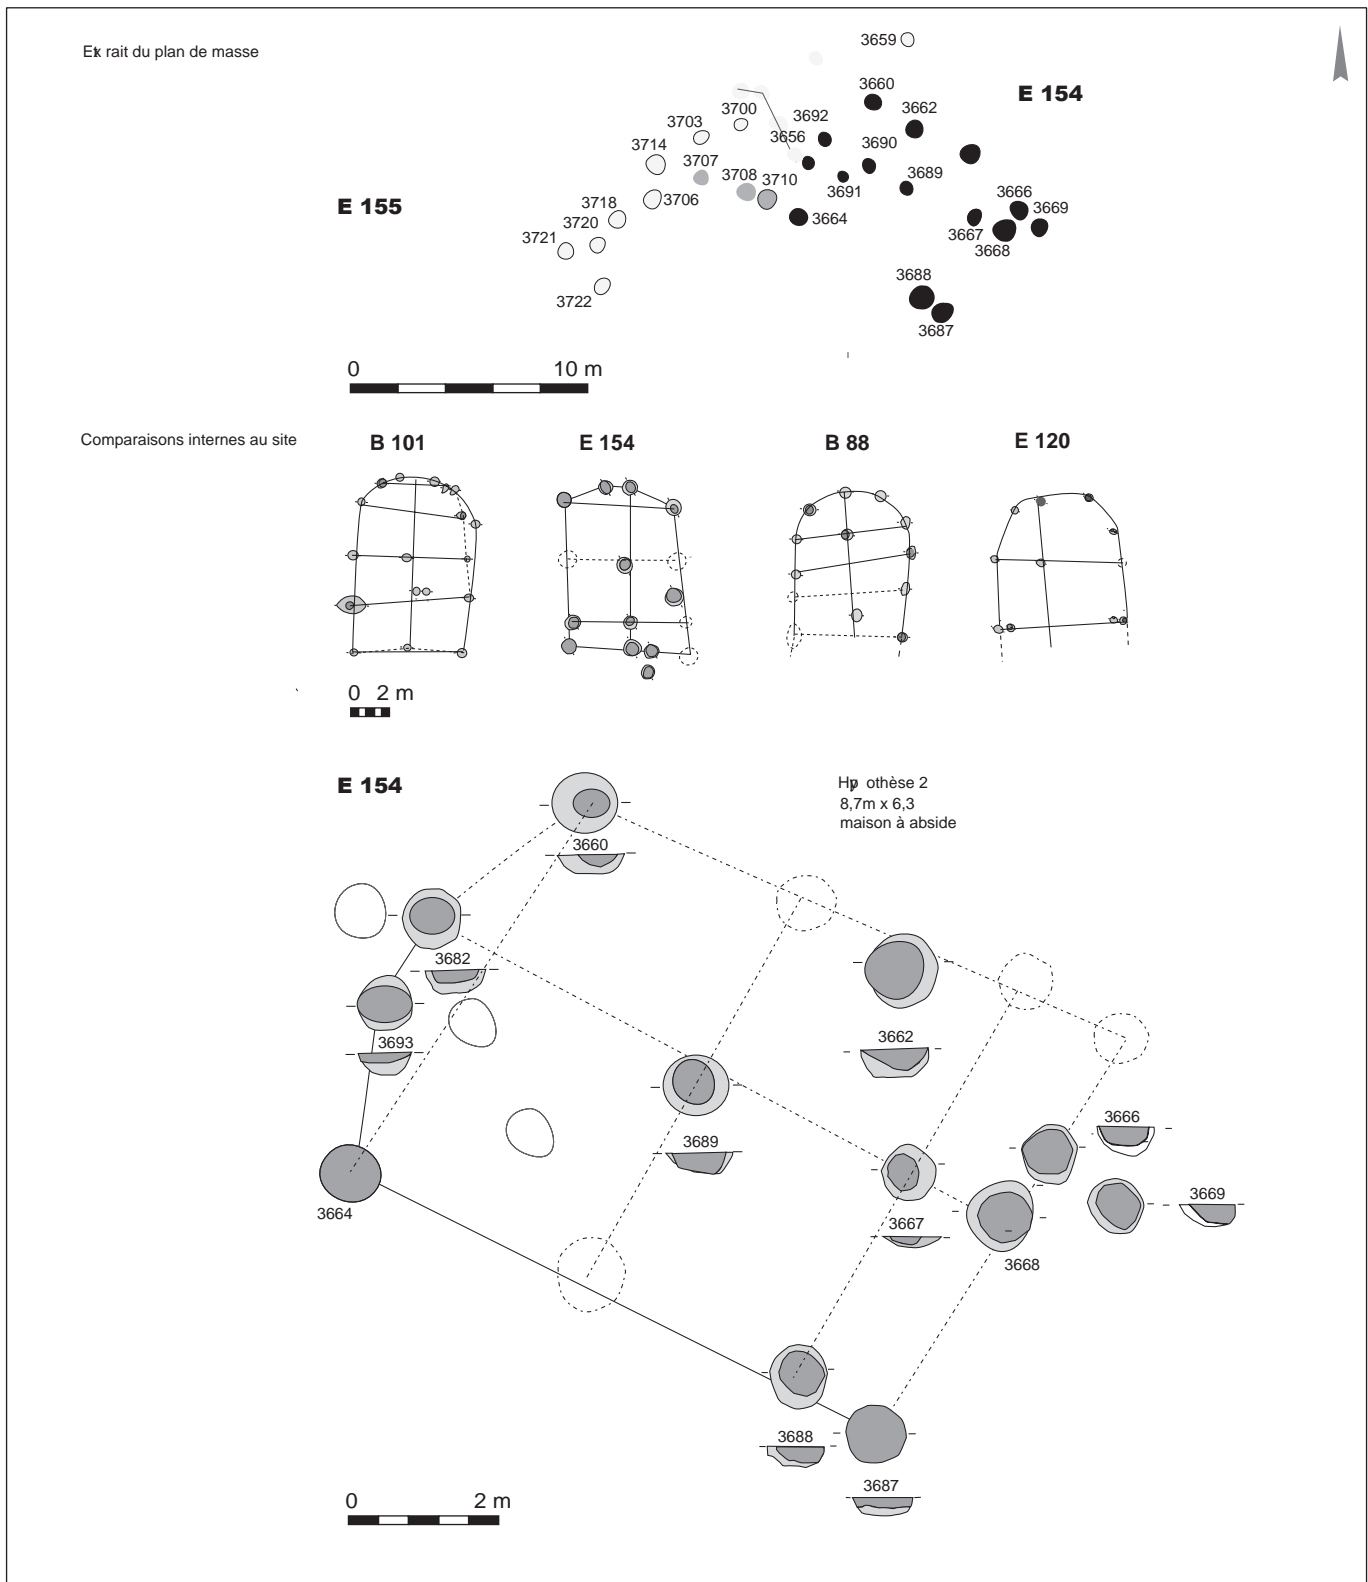 Extrait du plan de masse
3659
3660
E 154
3662
3700
3692
3703
3656
3690
3714
3707
3708
3710
3689
3691
3666
3706
3669
E 155
3718
3664
3720
3667
3721
3668
3688
3722
3687
0 10 m
Comparaisons internes au site
B 101
E 154
B 88
E 120
0 2 m
E 154
Hypothèse 2
8,7m x 6,3
maison à abside
3660
3682
3693
3662
3666
3689
3669
3664
3667
3668
3688
3687
0 2 m